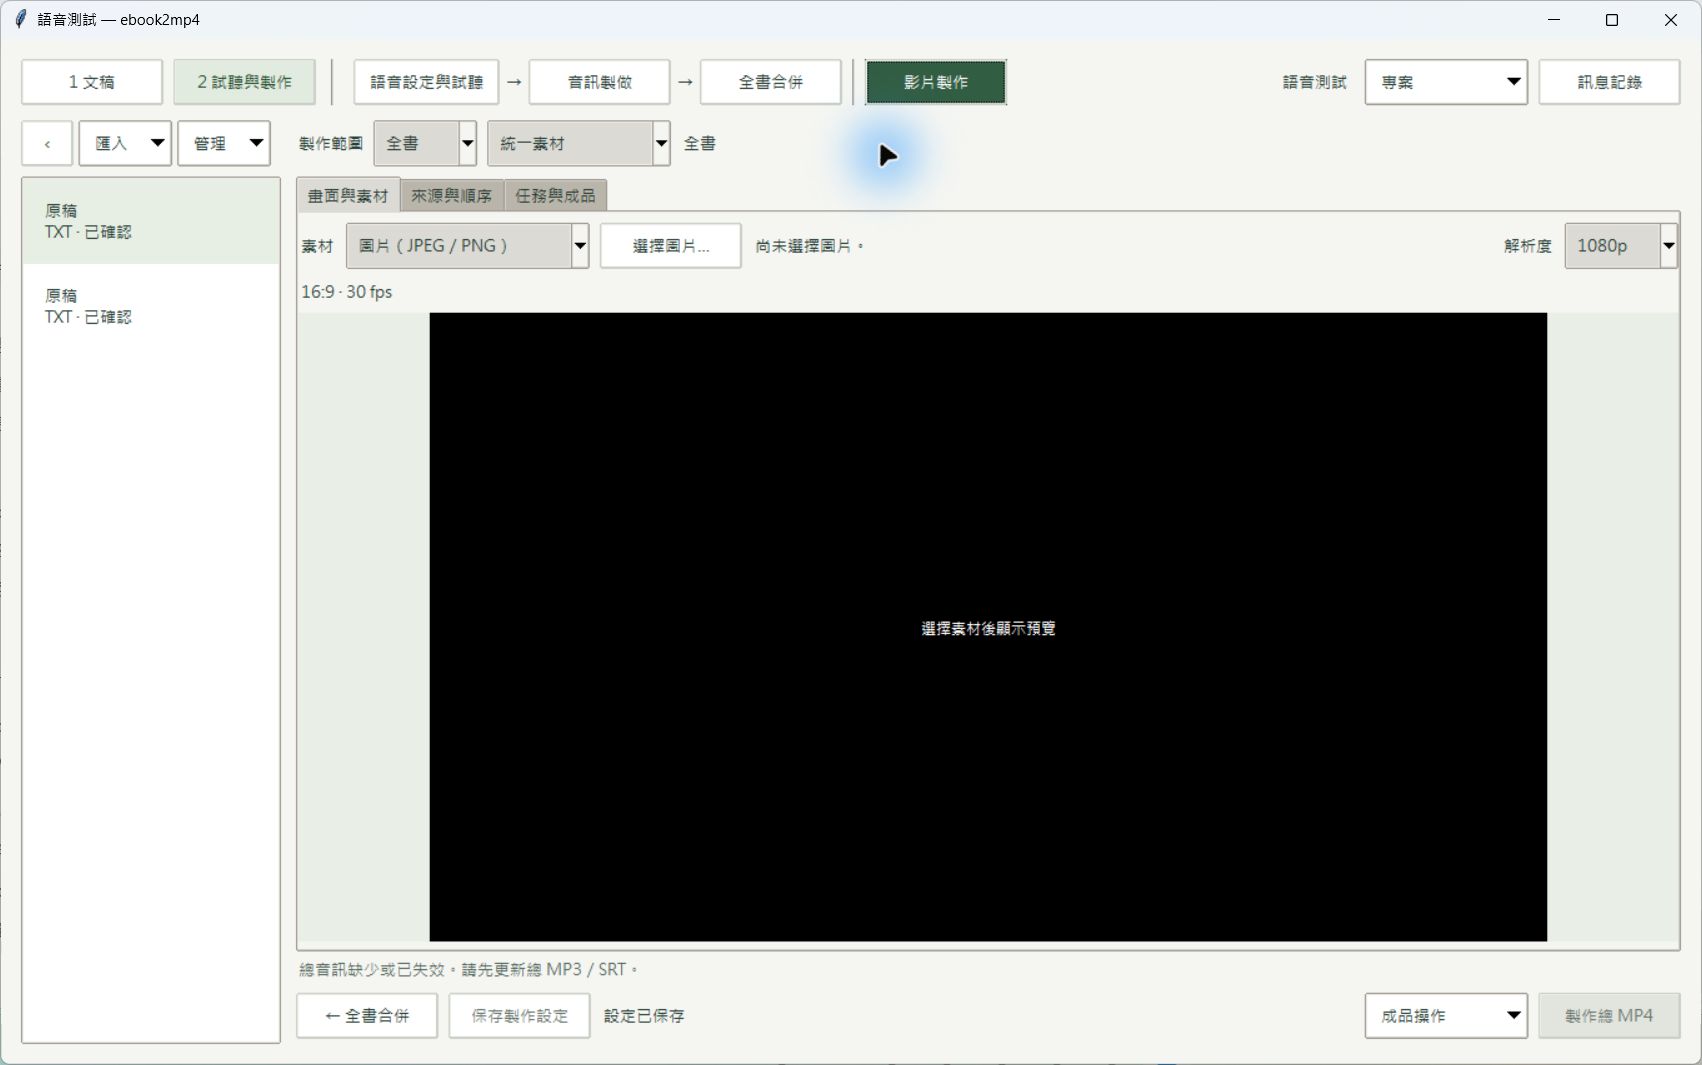 語音測試 — ebook2mp4
1 文稿
2 試聽與製作
語音設定與試聽
→
音訊製做
→
全書合併
影片製作
語音測試
專案
訊息記錄
‹
匯入
管理
製作範圍
全書
統一素材
全書
原稿
TXT · 已確認
原稿
TXT · 已確認
畫面與素材
來源與順序
任務與成品
素材
圖片 ( JPEG / PNG )
選擇圖片...
尚未選擇圖片。
解析度
1080p
16:9 · 30 fps
選擇素材後顯示預覽
總音訊缺少或已失效。請先更新總 MP3 / SRT。
← 全書合併
保存製作設定
設定已保存
成品操作
製作總 MP4